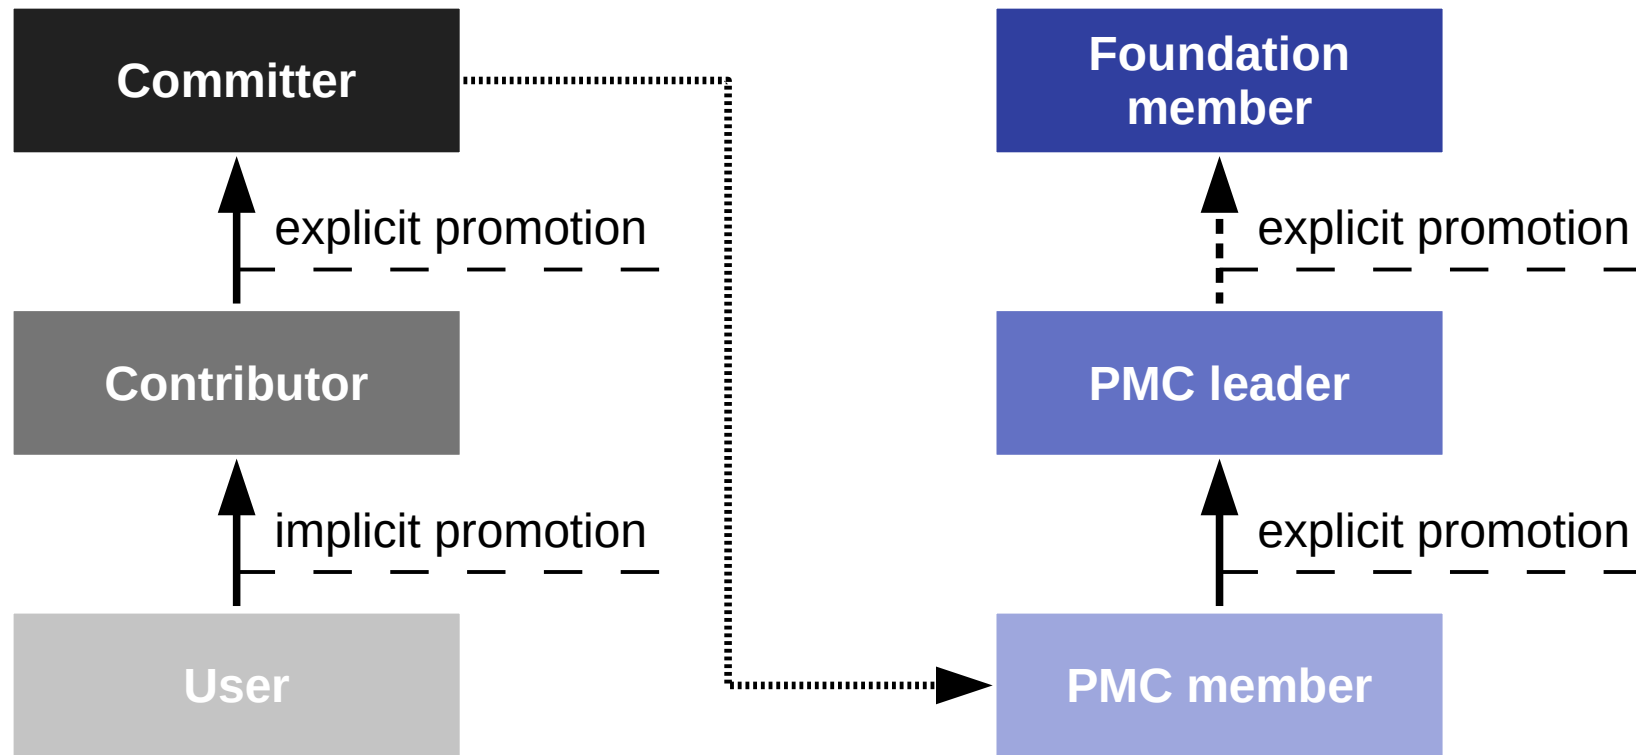 Committer
explicit promotion
Contributor
implicit promotion
User
Foundation
member
explicit promotion
PMC leader
explicit promotion
PMC member